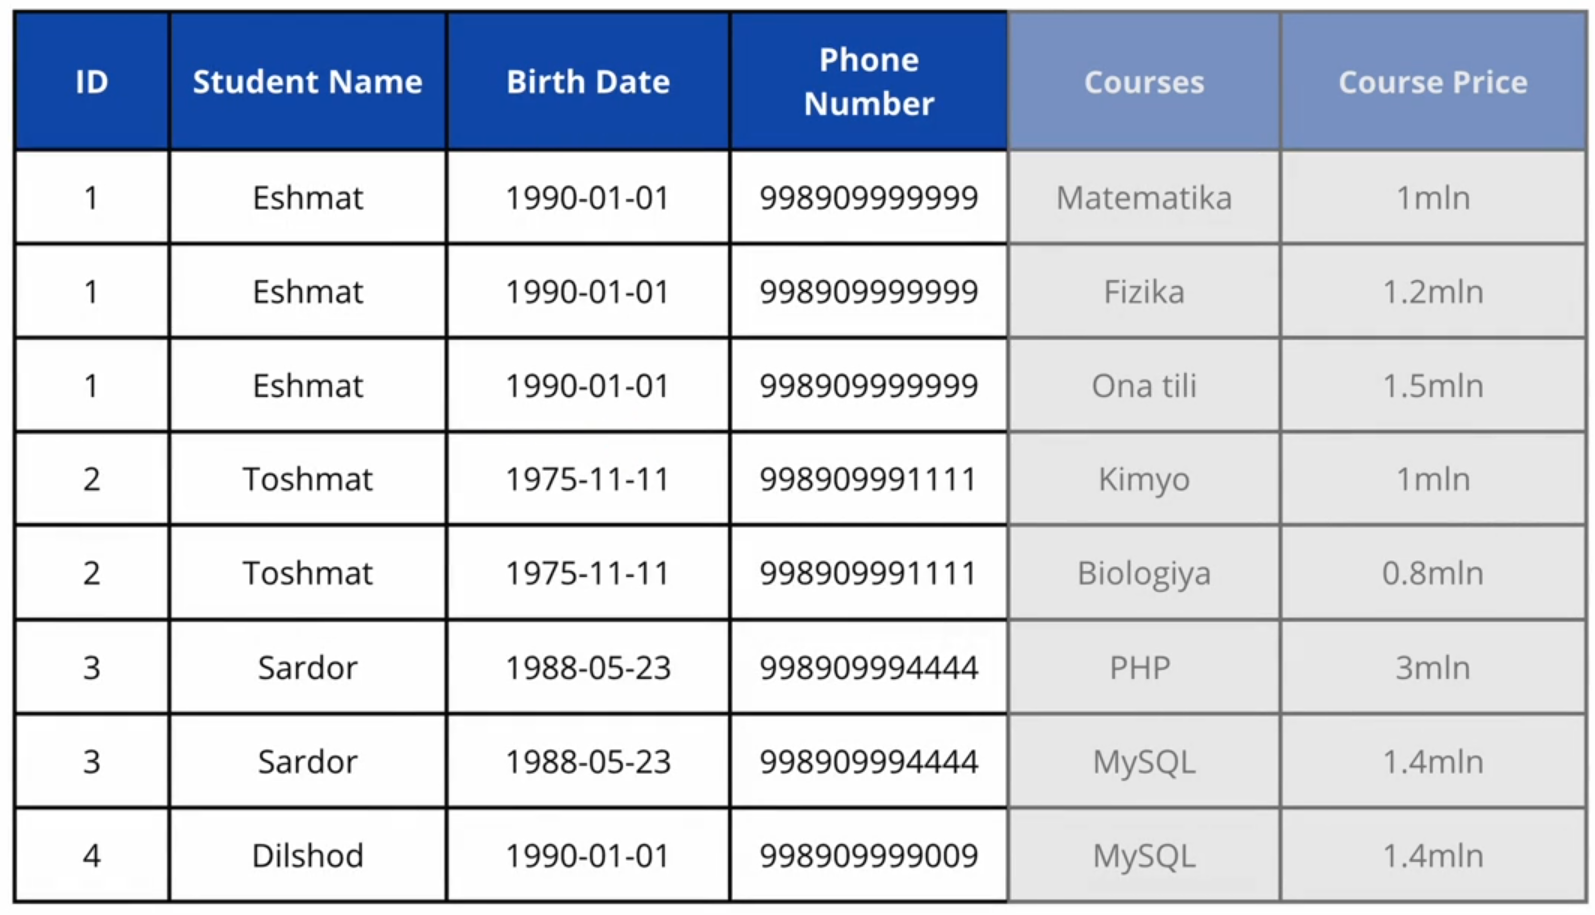 ID Student Name Birth Date Phone Number Courses Course Price
1 Eshmat 1990-01-01 998909999999 Matematika 1mln
1 Eshmat 1990-01-01 998909999999 Fizika 1.2mln
1 Eshmat 1990-01-01 998909999999 Ona tili 1.5mln
2 Toshmat 1975-11-11 998909991111 Kimyo 1mln
2 Toshmat 1975-11-11 998909991111 Biologiya 0.8mln
3 Sardor 1988-05-23 998909994444 PHP 3mln
3 Sardor 1988-05-23 998909994444 MySQL 1.4mln
4 Dilshod 1990-01-01 998909999009 MySQL 1.4mln